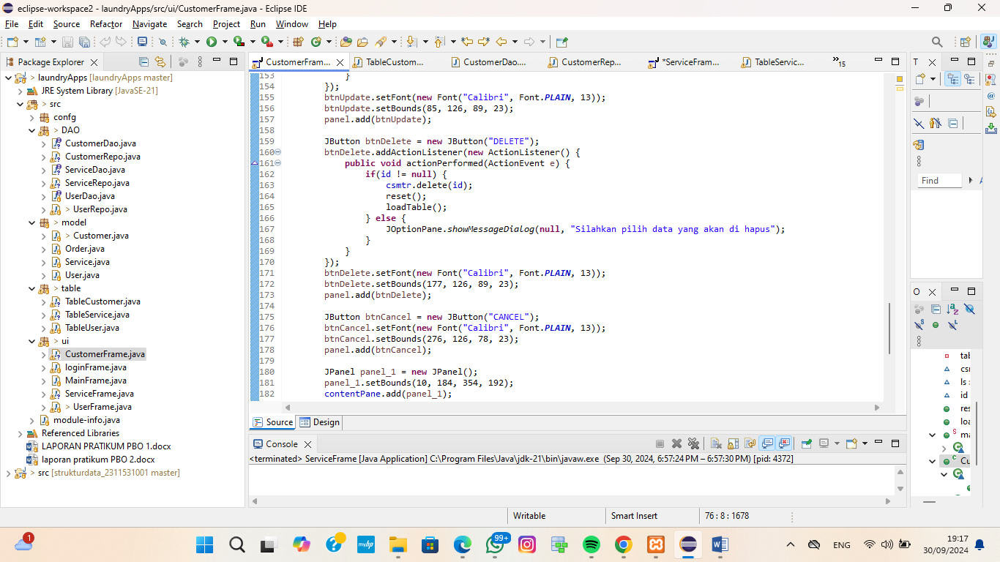 eclipse-workspace2 - laundryApps/src/ui/CustomerFrame.java - Eclipse IDE
File Edit Source Refactor Navigate Search Project Run Window Help
Package Explorer
> laundryApps [laundryApps master]
JRE System Library [JavaSE-21]
> src
confg
> DAO
CustomerDao.java
CustomerRepo.java
ServiceDao.java
ServiceRepo.java
UserDao.java
> UserRepo.java
> model
> Customer.java
Order.java
Service.java
User.java
> table
TableCustomer.java
TableService.java
TableUser.java
> ui
CustomerFrame.java
loginFrame.java
MainFrame.java
ServiceFrame.java
> UserFrame.java
module-info.java
Referenced Libraries
LAPORAN PRATIKUM PBO 1.docx
laporan pratikum PBO 2.docx
> src [strukturdata_2311531001 master]
CustomerFram... TableCustom... CustomerDao.... CustomerRep... *ServiceFram... TableServic... »15
153 }
154 });
155 btnUpdate.setFont(new Font("Calibri", Font.PLAIN, 13));
156 btnUpdate.setBounds(85, 126, 89, 23);
157 panel.add(btnUpdate);
158
159 JButton btnDelete = new JButton("DELETE");
160 btnDelete.addActionListener(new ActionListener() {
161 public void actionPerformed(ActionEvent e) {
162 if(id != null) {
163 csmtr.delete(id);
164 reset();
165 loadTable();
166 } else {
167 JOptionPane.showMessageDialog(null, "Silahkan pilih data yang akan di hapus");
168 }
169 }
170 });
171 btnDelete.setFont(new Font("Calibri", Font.PLAIN, 13));
172 btnDelete.setBounds(177, 126, 89, 23);
173 panel.add(btnDelete);
174
175 JButton btnCancel = new JButton("CANCEL");
176 btnCancel.setFont(new Font("Calibri", Font.PLAIN, 13));
177 btnCancel.setBounds(276, 126, 78, 23);
178 panel.add(btnCancel);
179
180 JPanel panel_1 = new JPanel();
181 panel_1.setBounds(10, 184, 354, 192);
182 contentPane.add(panel_1);
Source Design
Console
<terminated> ServiceFrame [Java Application] C:\Program Files\Java\jdk-21\bin\javaw.exe (Sep 30, 2024, 6:57:24 PM – 6:57:30 PM) [pid: 4372]
T
Find
O
tab
csr
ls :
id
res
loa
ma
Cu
Writable Smart Insert 76 : 8 : 1678
1
myhp
99+
ENG
19:17
30/09/2024